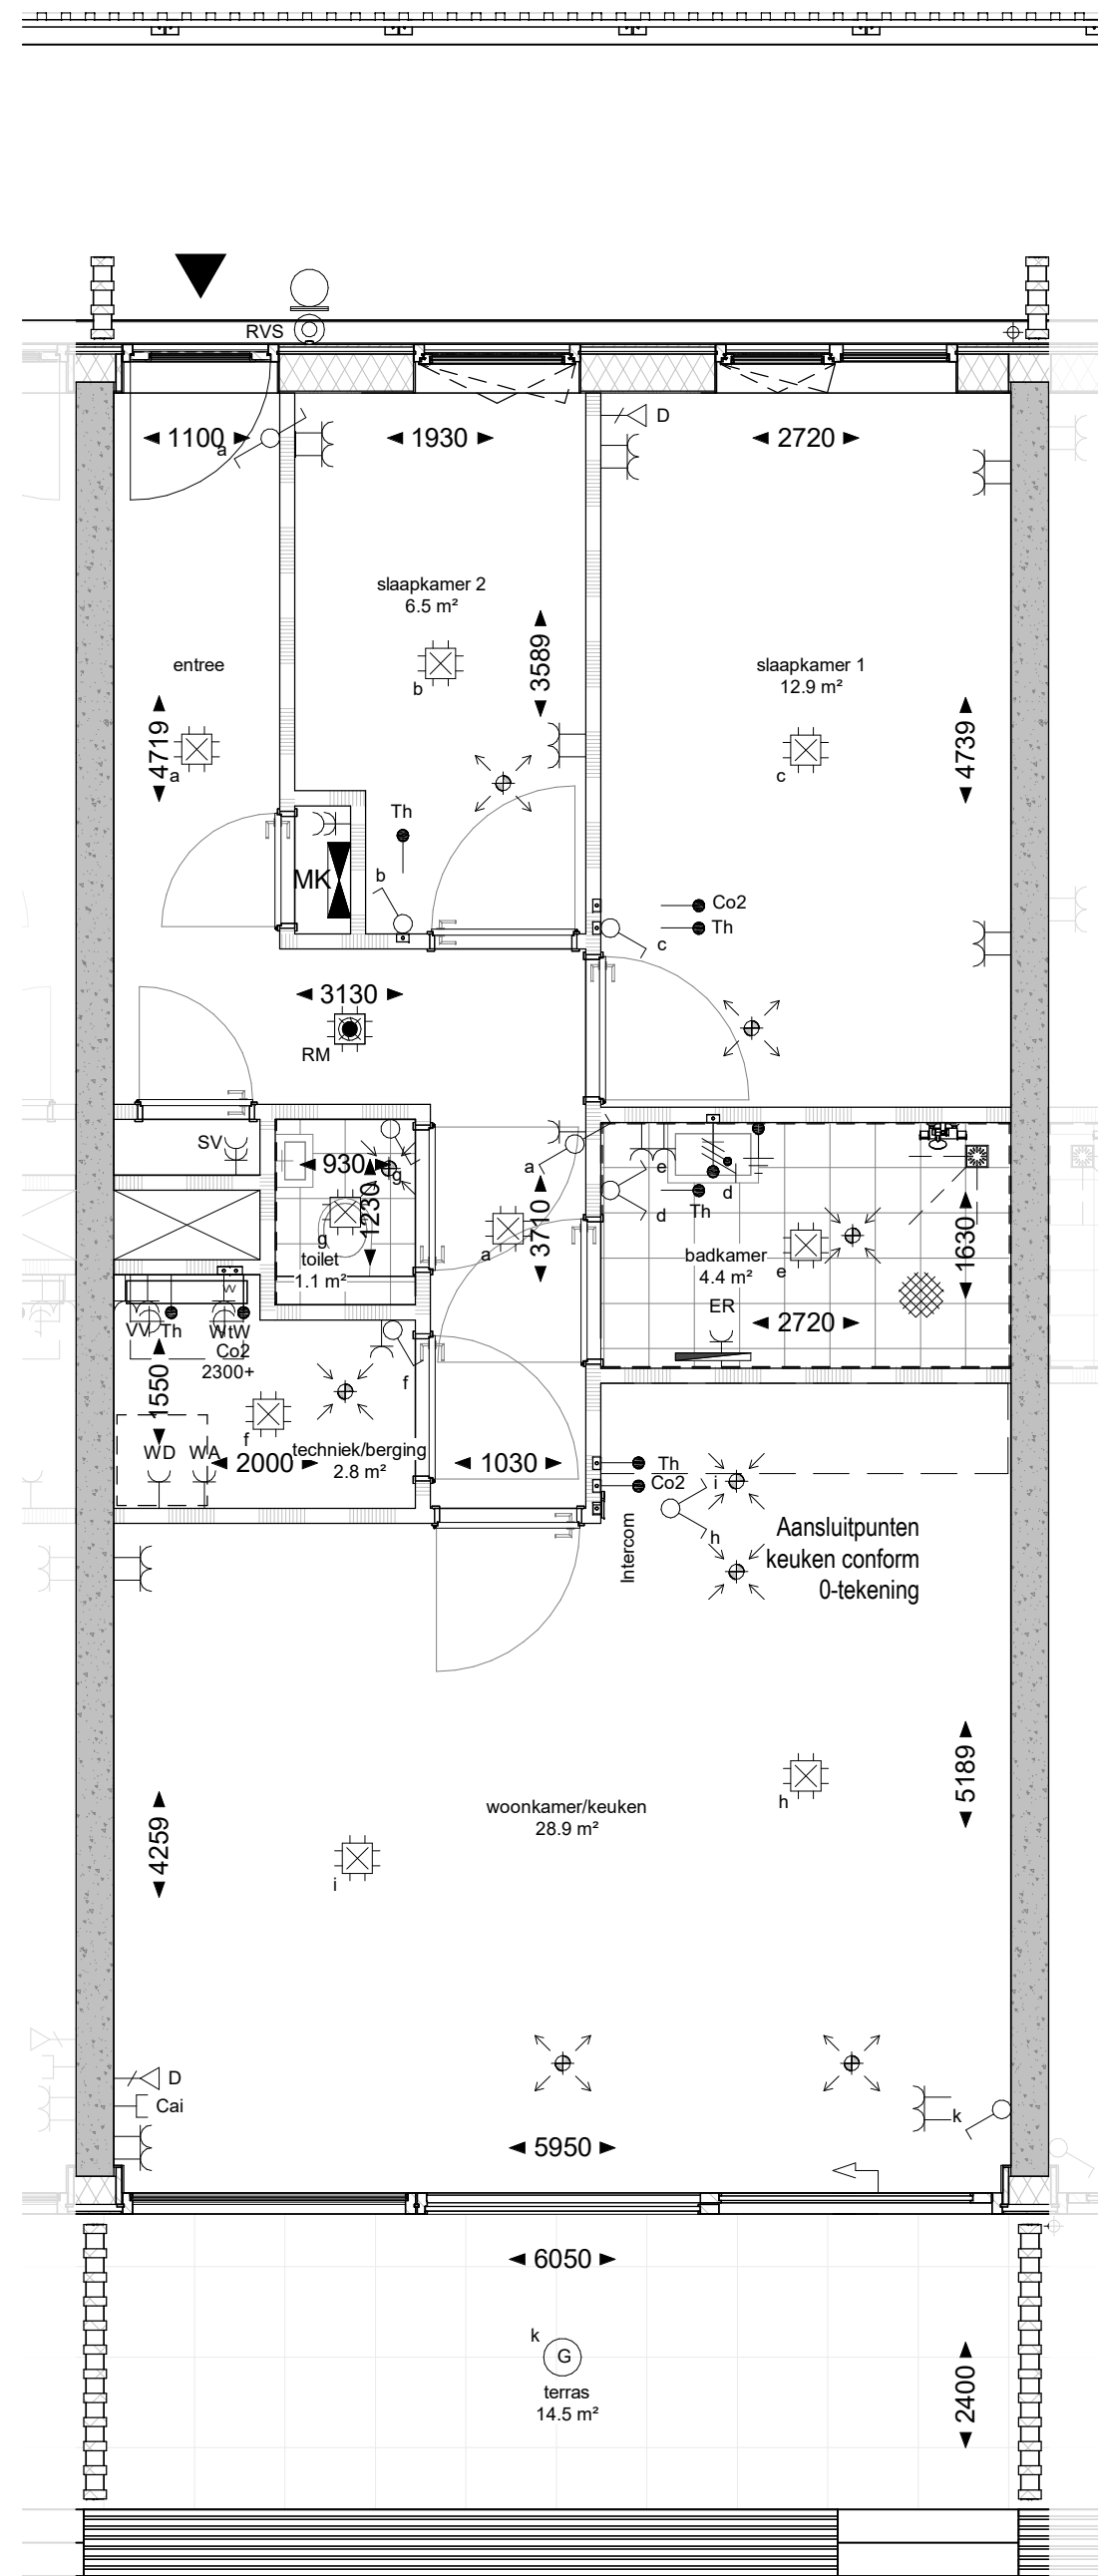 RVS
1100
a
1930
D
2720
slaapkamer 2
6.5 m²
3589
b
entree
4719
a
slaapkamer 1
12.9 m²
4739
c
Th
MK
b
Co2
Th
c
3130
RM
SV
930
g
1230
g
toilet
1.1 m²
a
3710
a
e
d
d
Th
badkamer
4.4 m²
e
1630
ER
2720
W
VV
Th
WtW
Co2
2300+
1550
f
f
WD
WA
2000
techniek/berging
2.8 m²
1030
Th
Co2
i
h
Intercom
Aansluitpunten
keuken conform
0-tekening
5189
h
woonkamer/keuken
28.9 m²
4259
i
D
Cai
k
5950
6050
k
G
terras
14.5 m²
2400